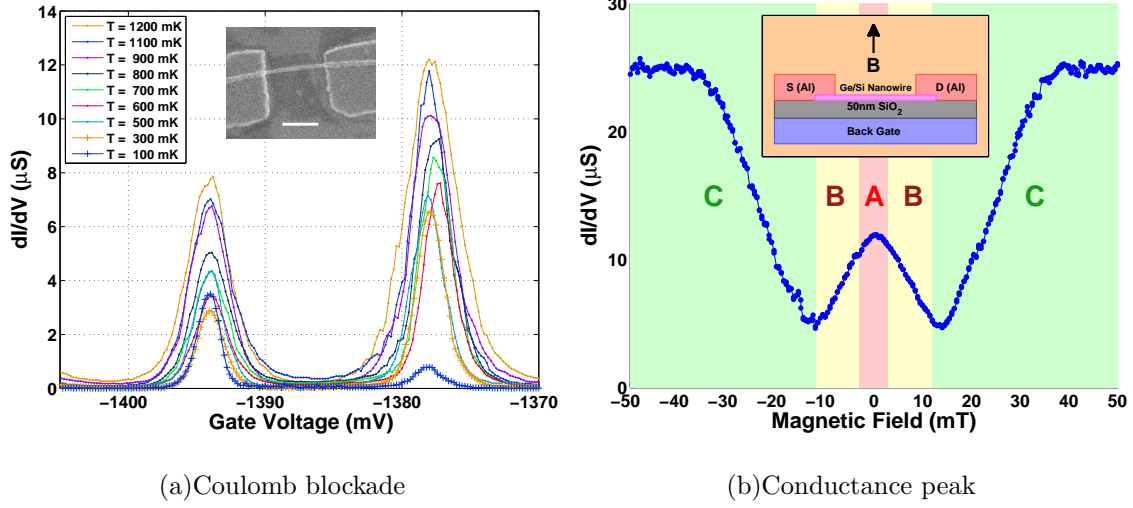 T = 1200 mK
T = 1100 mK
T = 900 mK
T = 800 mK
T = 700 mK
T = 600 mK
T = 500 mK
T = 300 mK
T = 100 mK
14
12
10
8
6
4
2
0
dI/dV (μS)
−1400
−1390
−1380
−1370
Gate Voltage (mV)
(a)Coulomb blockade
30
20
10
0
dI/dV (μS)
B
S (Al)
Ge/Si Nanowire
D (Al)
50nm SiO2
Back Gate
C
B
A
B
C
−50
−40
−30
−20
−10
0
10
20
30
40
50
Magnetic Field (mT)
(b)Conductance peak